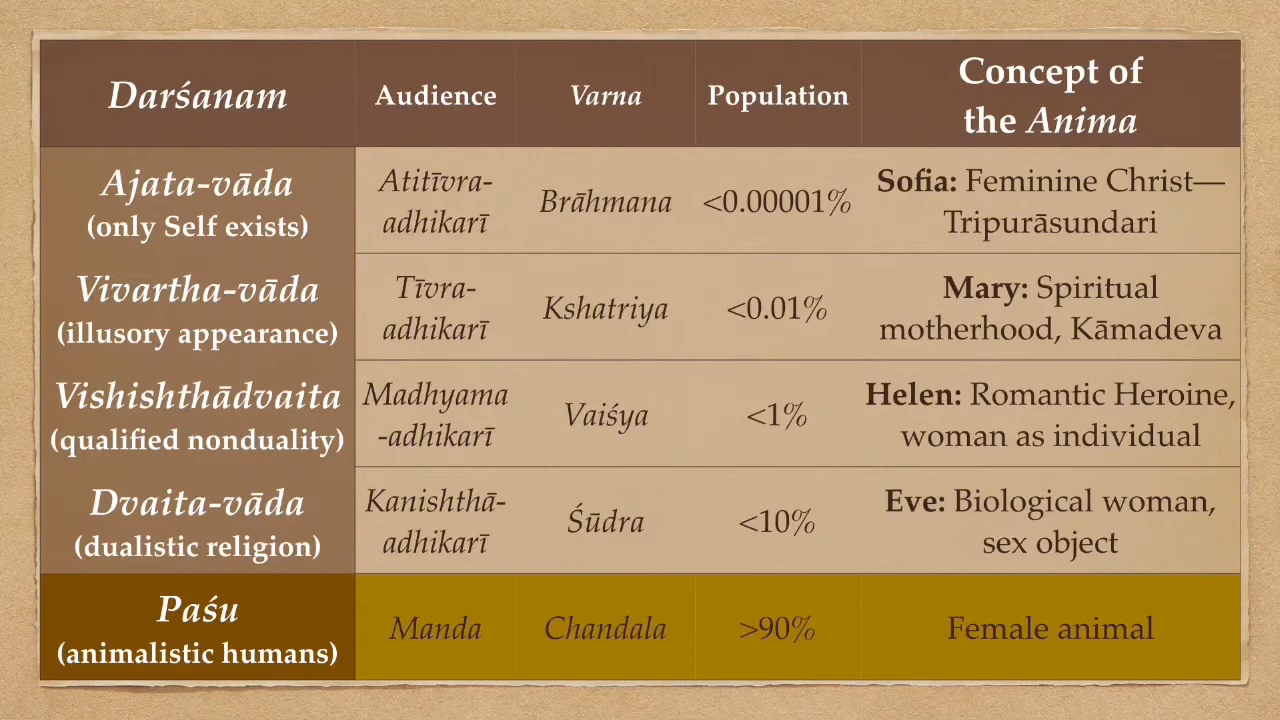 Darśanam
Audience
Varna
Population
Concept of
the Anima
Ajata-vāda
(only Self exists)
Atitīvra-
adhikarī
Brāhmana
<0.00001%
Sofia: Feminine Christ—
Tripurāsundari
Vivartha-vāda
(illusory appearance)
Tīvra-
adhikarī
Kshatriya
<0.01%
Mary: Spiritual
motherhood, Kāmadeva
Vishishthādvaita
(qualified nonduality)
Madhyama
-adhikarī
Vaiśya
<1%
Helen: Romantic Heroine,
woman as individual
Dvaita-vāda
(dualistic religion)
Kanishthā-
adhikarī
Śūdra
<10%
Eve: Biological woman,
sex object
Paśu
(animalistic humans)
Manda
Chandala
>90%
Female animal